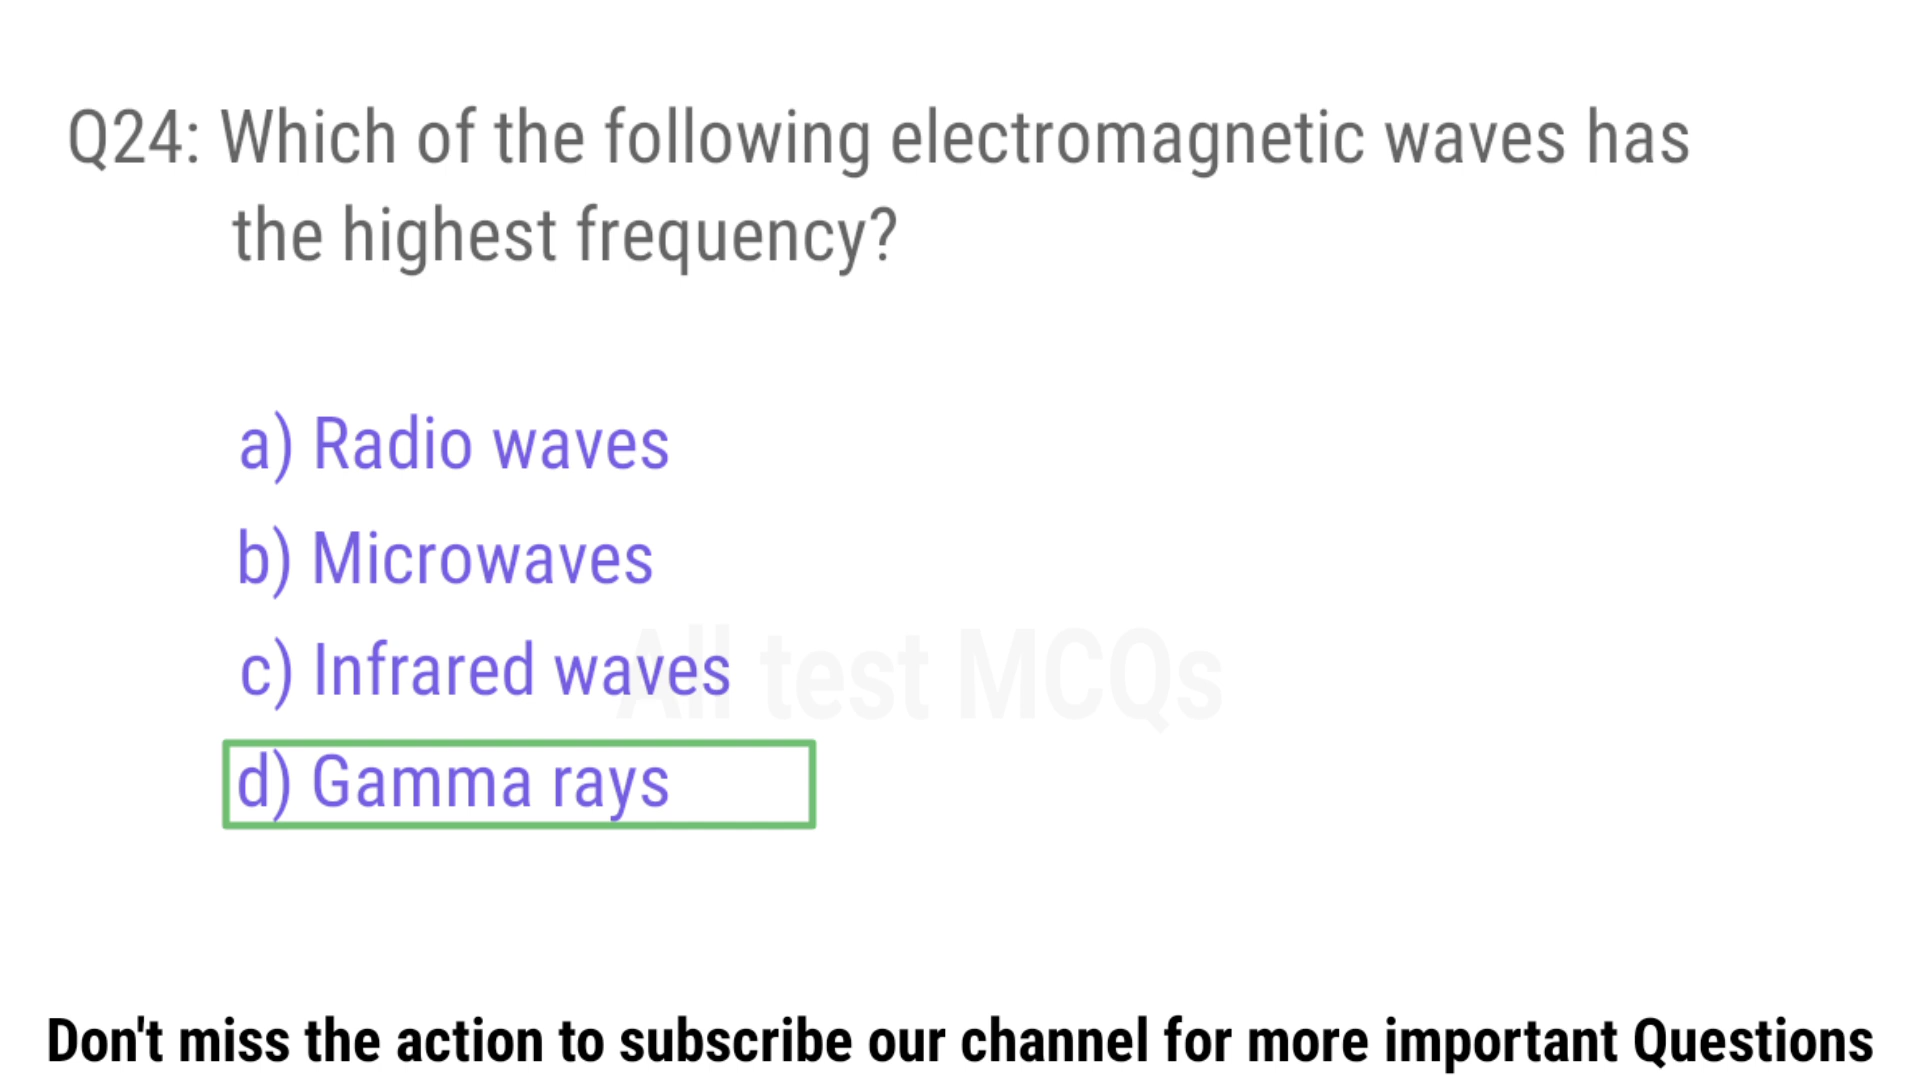 Q24: Which of the following electromagnetic waves has
the highest frequency?
a) Radio waves
b) Microwaves
c) Infrared waves
All test MCQs
d) Gamma rays
Don't miss the action to subscribe our channel for more important Questions